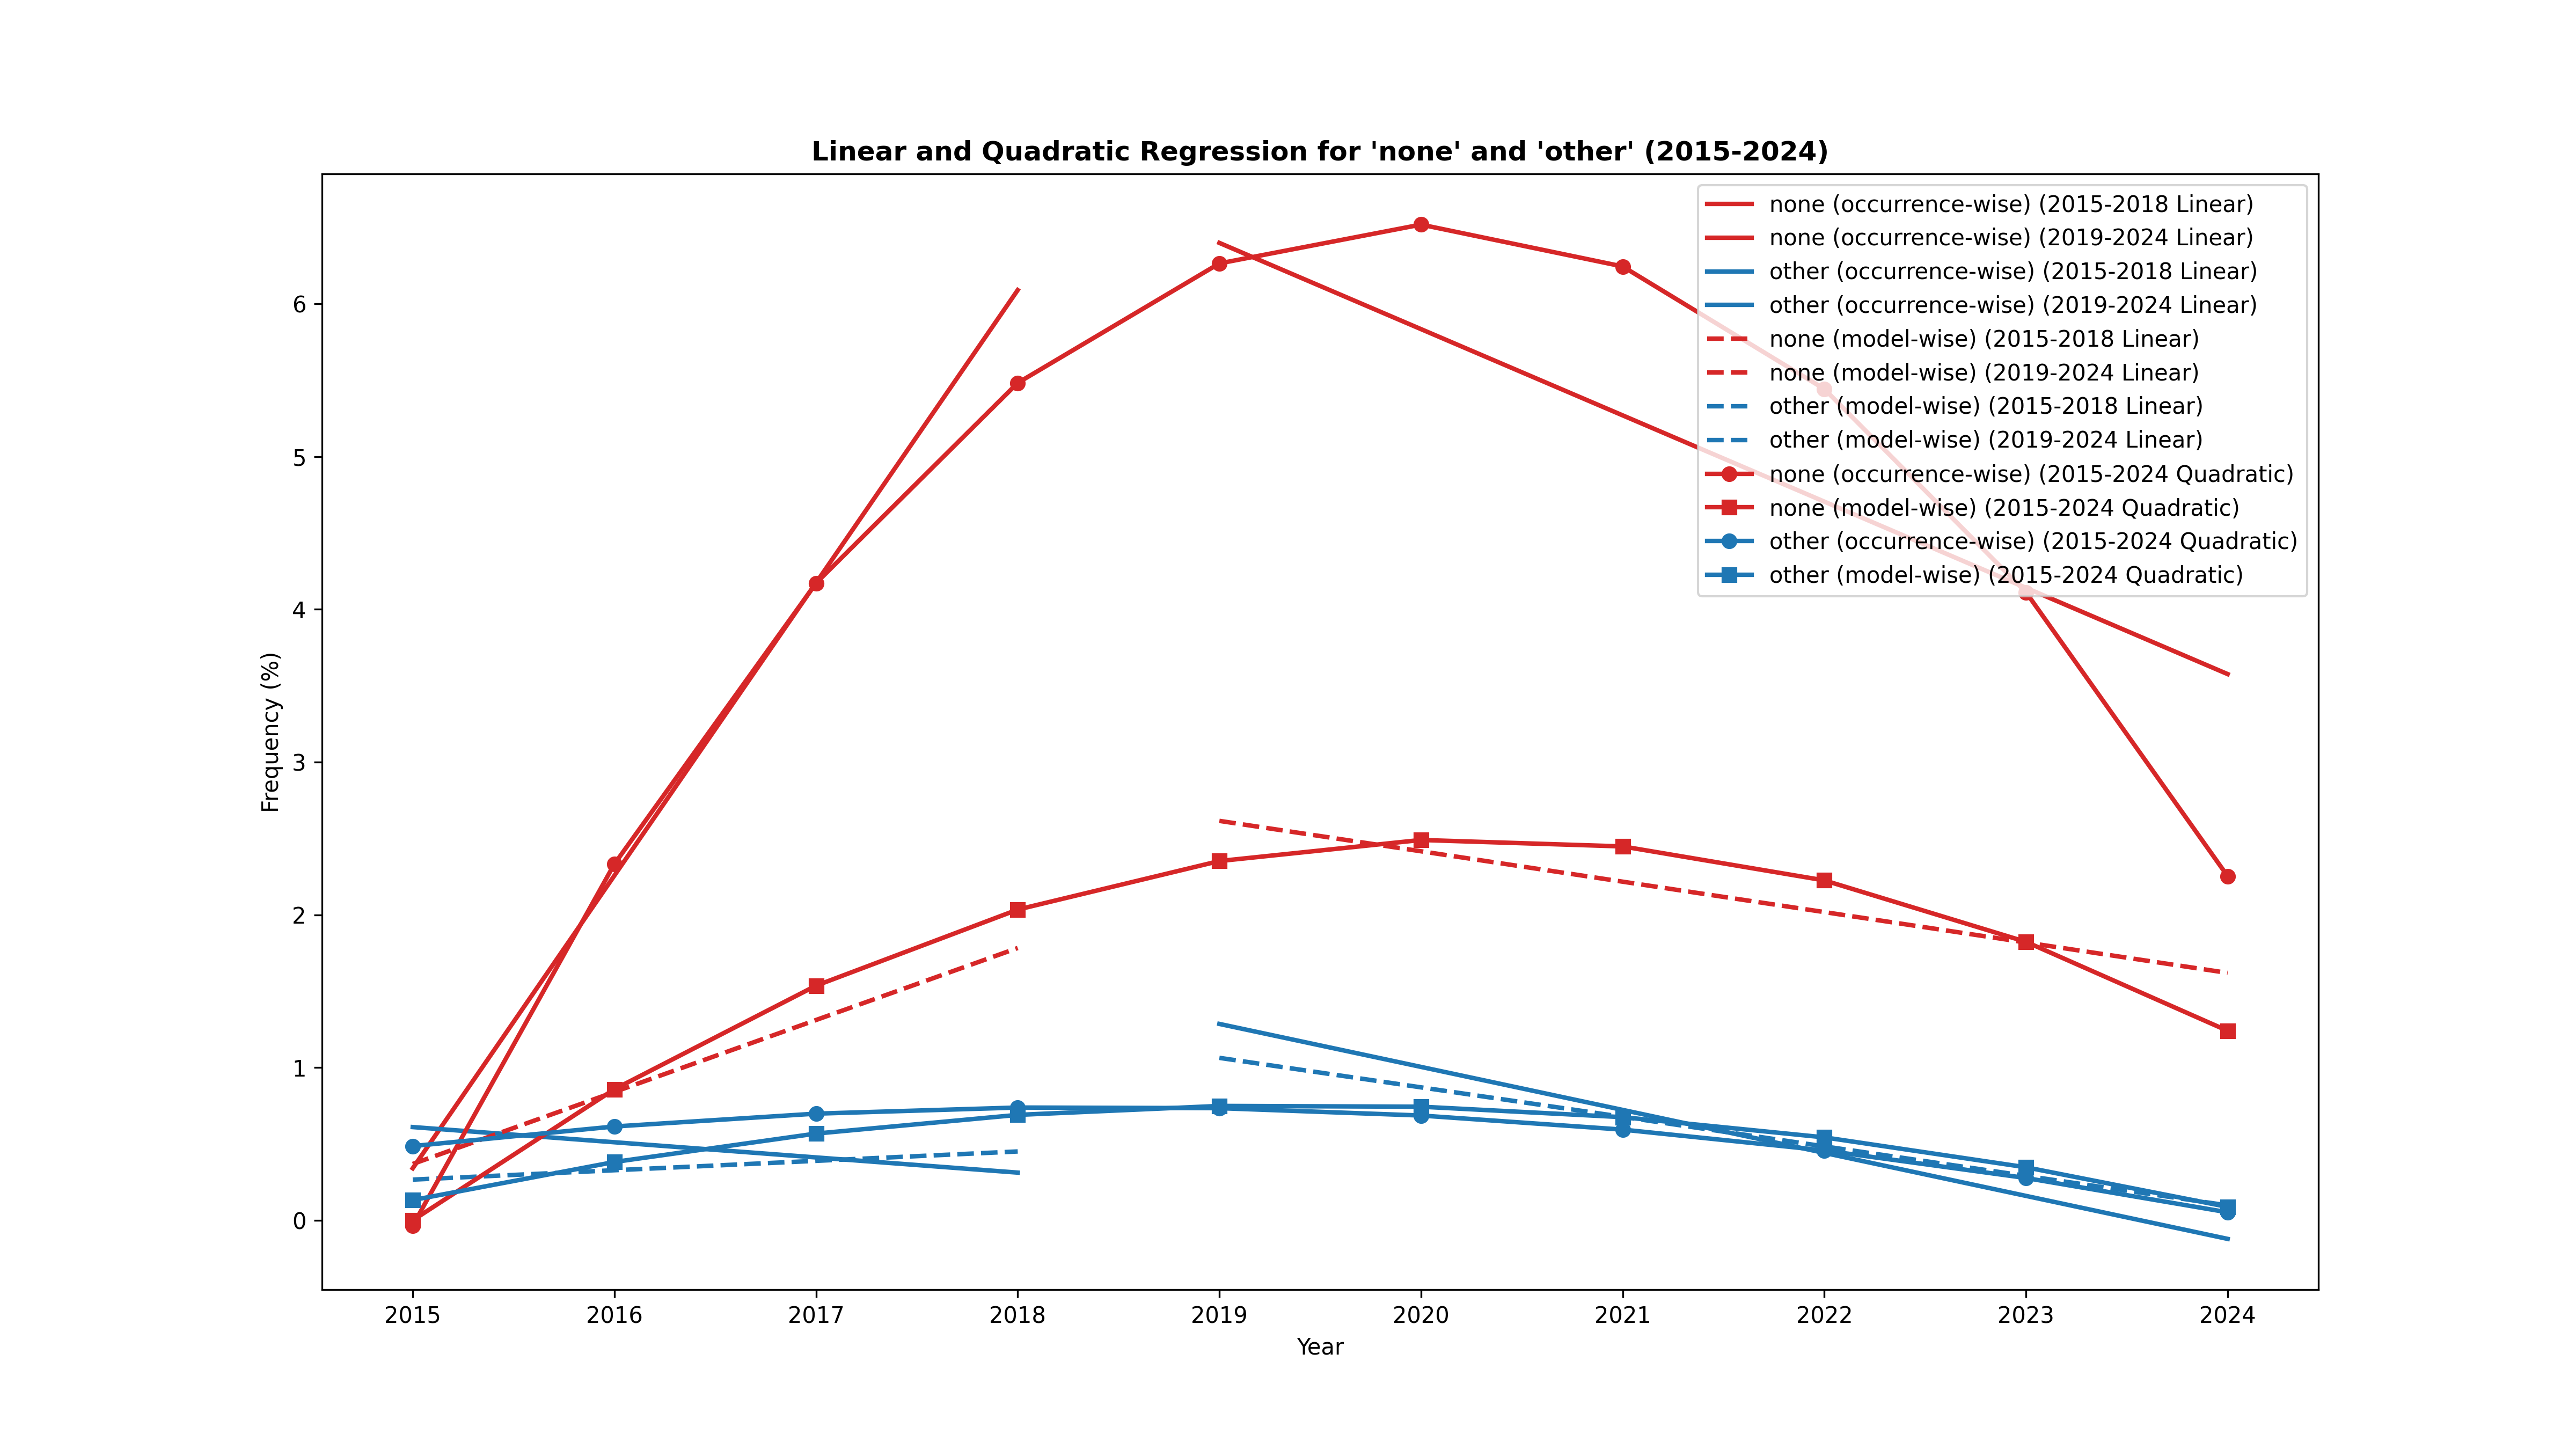 Linear and Quadratic Regression for 'none' and 'other' (2015-2024)
none (occurrence-wise) (2015-2018 Linear)
none (occurrence-wise) (2019-2024 Linear)
other (occurrence-wise) (2015-2018 Linear)
other (occurrence-wise) (2019-2024 Linear)
none (model-wise) (2015-2018 Linear)
none (model-wise) (2019-2024 Linear)
other (model-wise) (2015-2018 Linear)
other (model-wise) (2019-2024 Linear)
none (occurrence-wise) (2015-2024 Quadratic)
none (model-wise) (2015-2024 Quadratic)
other (occurrence-wise) (2015-2024 Quadratic)
other (model-wise) (2015-2024 Quadratic)
Frequency (%)
6
5
4
3
2
1
0
2015 2016 2017 2018 2019 2020 2021 2022 2023 2024
Year